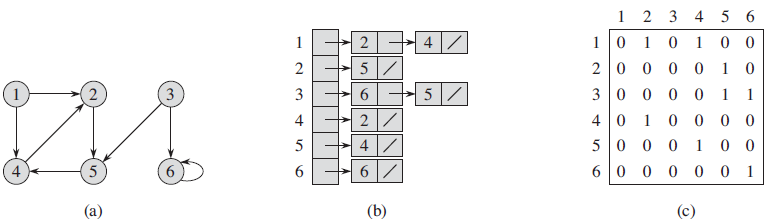 1 2 3
4 5 6
(a)
1 2 4
2 5
3 6 5
4 2
5 4
6 6
(b)
1 2 3 4 5 6
1 0 1 0 1 0 0
2 0 0 0 0 1 0
3 0 0 0 0 1 1
4 0 1 0 0 0 0
5 0 0 0 1 0 0
6 0 0 0 0 0 1
(c)